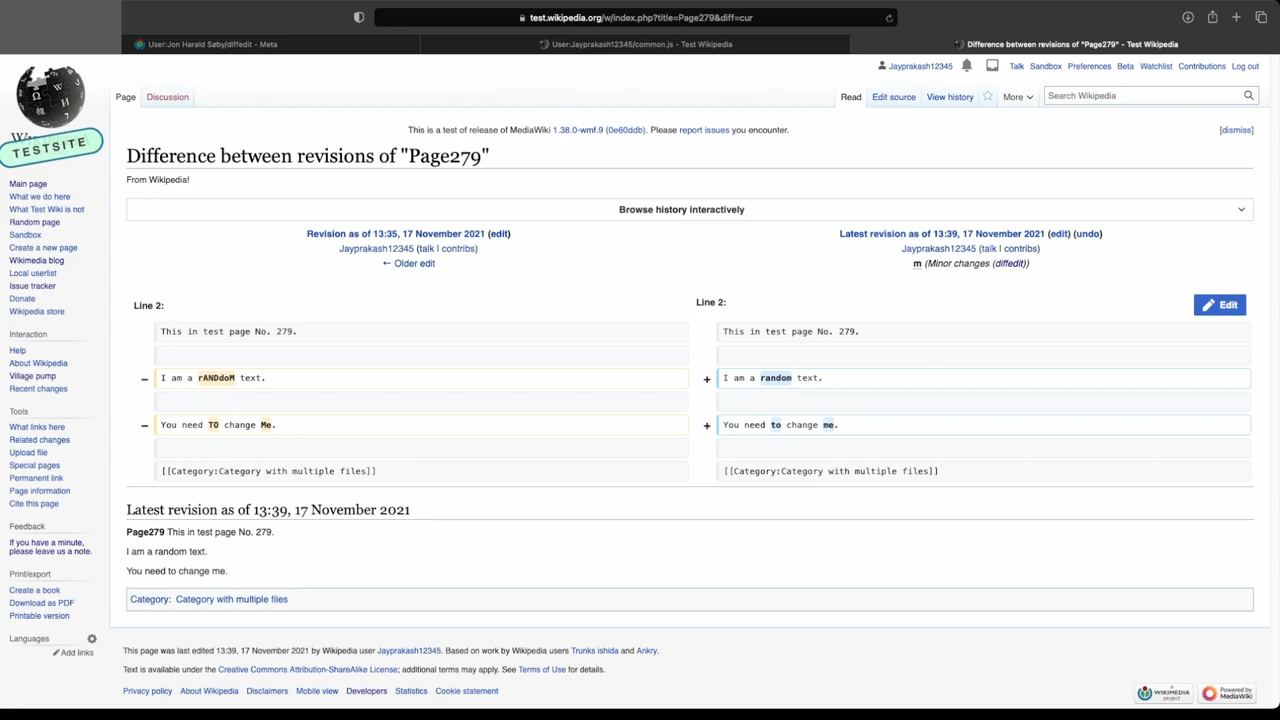 test.wikipedia.org/w/index.php?title=Page279&diff=cur
User:Jon Harald Søby/diffedit - Meta
User:Jayprakash12345/common.js - Test Wikipedia
Difference between revisions of "Page279" - Test Wikipedia
Jayprakash12345 Talk Sandbox Preferences Beta Watchlist Contributions Log out
Page Discussion Read Edit source View history More Search Wikipedia
TESTSITE
This is a test of release of MediaWiki 1.38.0-wmf.9 (0e60ddb). Please report issues you encounter. [dismiss]
Difference between revisions of "Page279"
From Wikipedia!
Main page
What we do here
What Test Wiki is not
Random page
Sandbox
Create a new page
Wikimedia blog
Local userlist
Issue tracker
Donate
Wikipedia store
Interaction
Help
About Wikipedia
Village pump
Recent changes
Tools
What links here
Related changes
Upload file
Special pages
Permanent link
Page information
Cite this page
Feedback
If you have a minute,
please leave us a note.
Print/export
Create a book
Download as PDF
Printable version
Languages
Add links
Browse history interactively
Revision as of 13:35, 17 November 2021 (edit)
Jayprakash12345 (talk | contribs)
← Older edit
Latest revision as of 13:39, 17 November 2021 (edit) (undo)
Jayprakash12345 (talk | contribs)
m (Minor changes (diffedit))
Line 2:
This in test page No. 279.
− I am a rANDdoM text.
− You need TO change Me.
[[Category:Category with multiple files]]
Line 2:
Edit
This in test page No. 279.
+ I am a random text.
+ You need to change me.
[[Category:Category with multiple files]]
Latest revision as of 13:39, 17 November 2021
Page279 This in test page No. 279.
I am a random text.
You need to change me.
Category: Category with multiple files
This page was last edited 13:39, 17 November 2021 by Wikipedia user Jayprakash12345. Based on work by Wikipedia users Trunks ishida and Ankry.
Text is available under the Creative Commons Attribution-ShareAlike License; additional terms may apply. See Terms of Use for details.
Privacy policy About Wikipedia Disclaimers Mobile view Developers Statistics Cookie statement
WIKIMEDIA
project
Powered by
MediaWiki